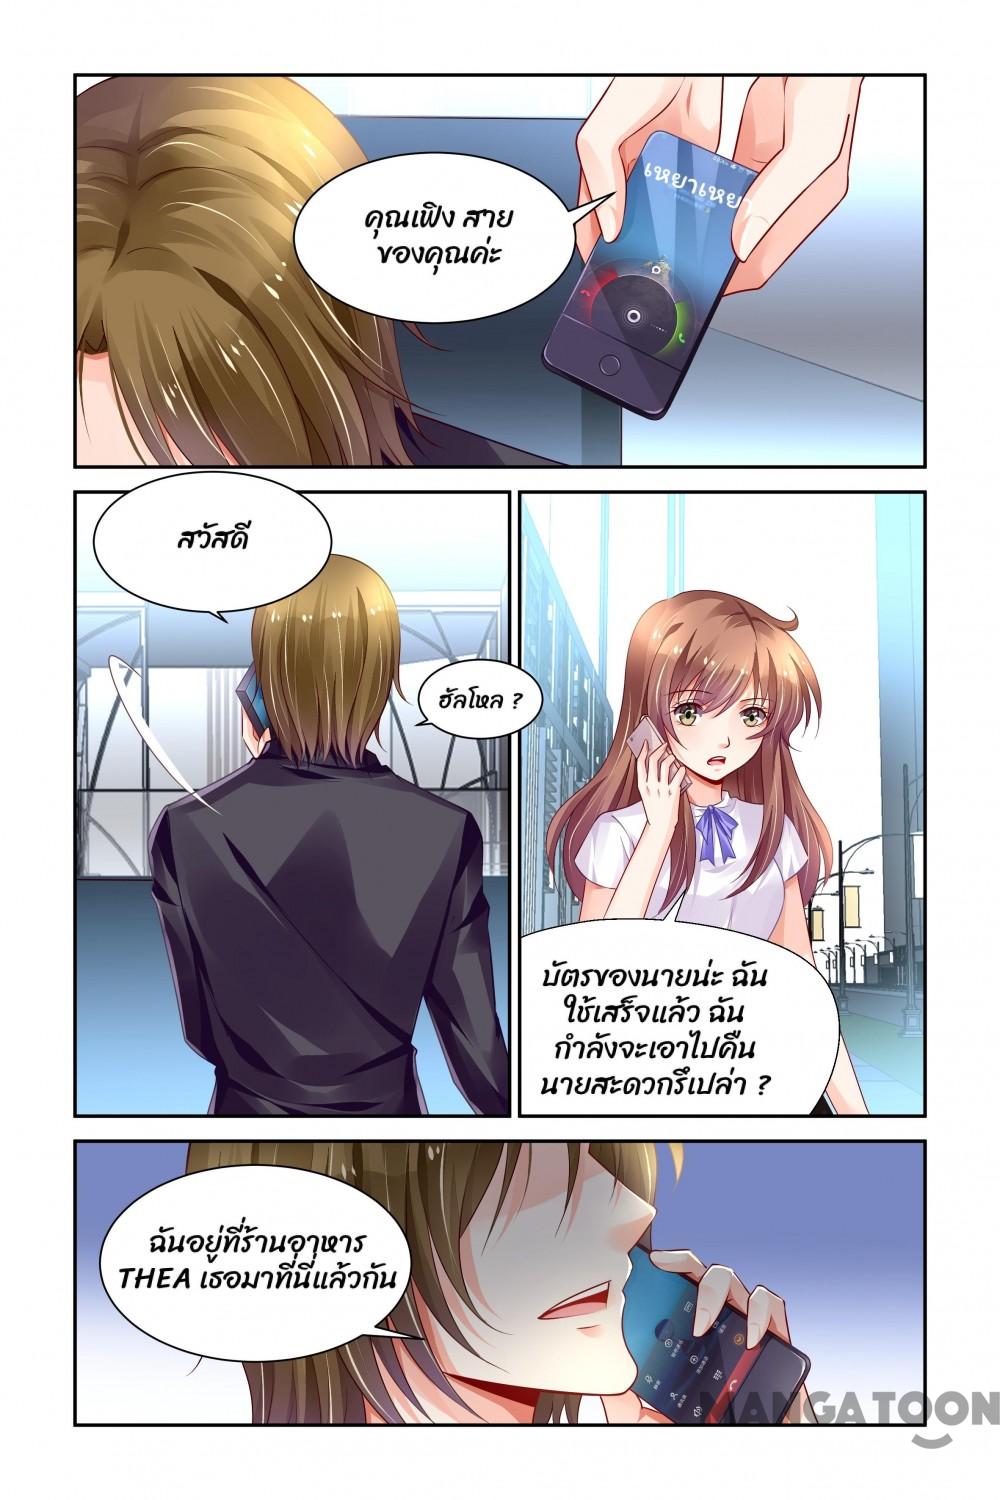 เหยาเหยา
คุณเฟิง สาย
ของคุณค่ะ
สวัสดี
ฮัลโหล ?
บัตรของนายน่ะ ฉัน
ใช้เสร็จแล้ว ฉัน
กำลังจะเอาไปคืน
นายสะดวกรึเปล่า ?
ฉันอยู่ที่ร้านอาหาร
THEA เธอมาที่นี่แล้วกัน
MANGATOON